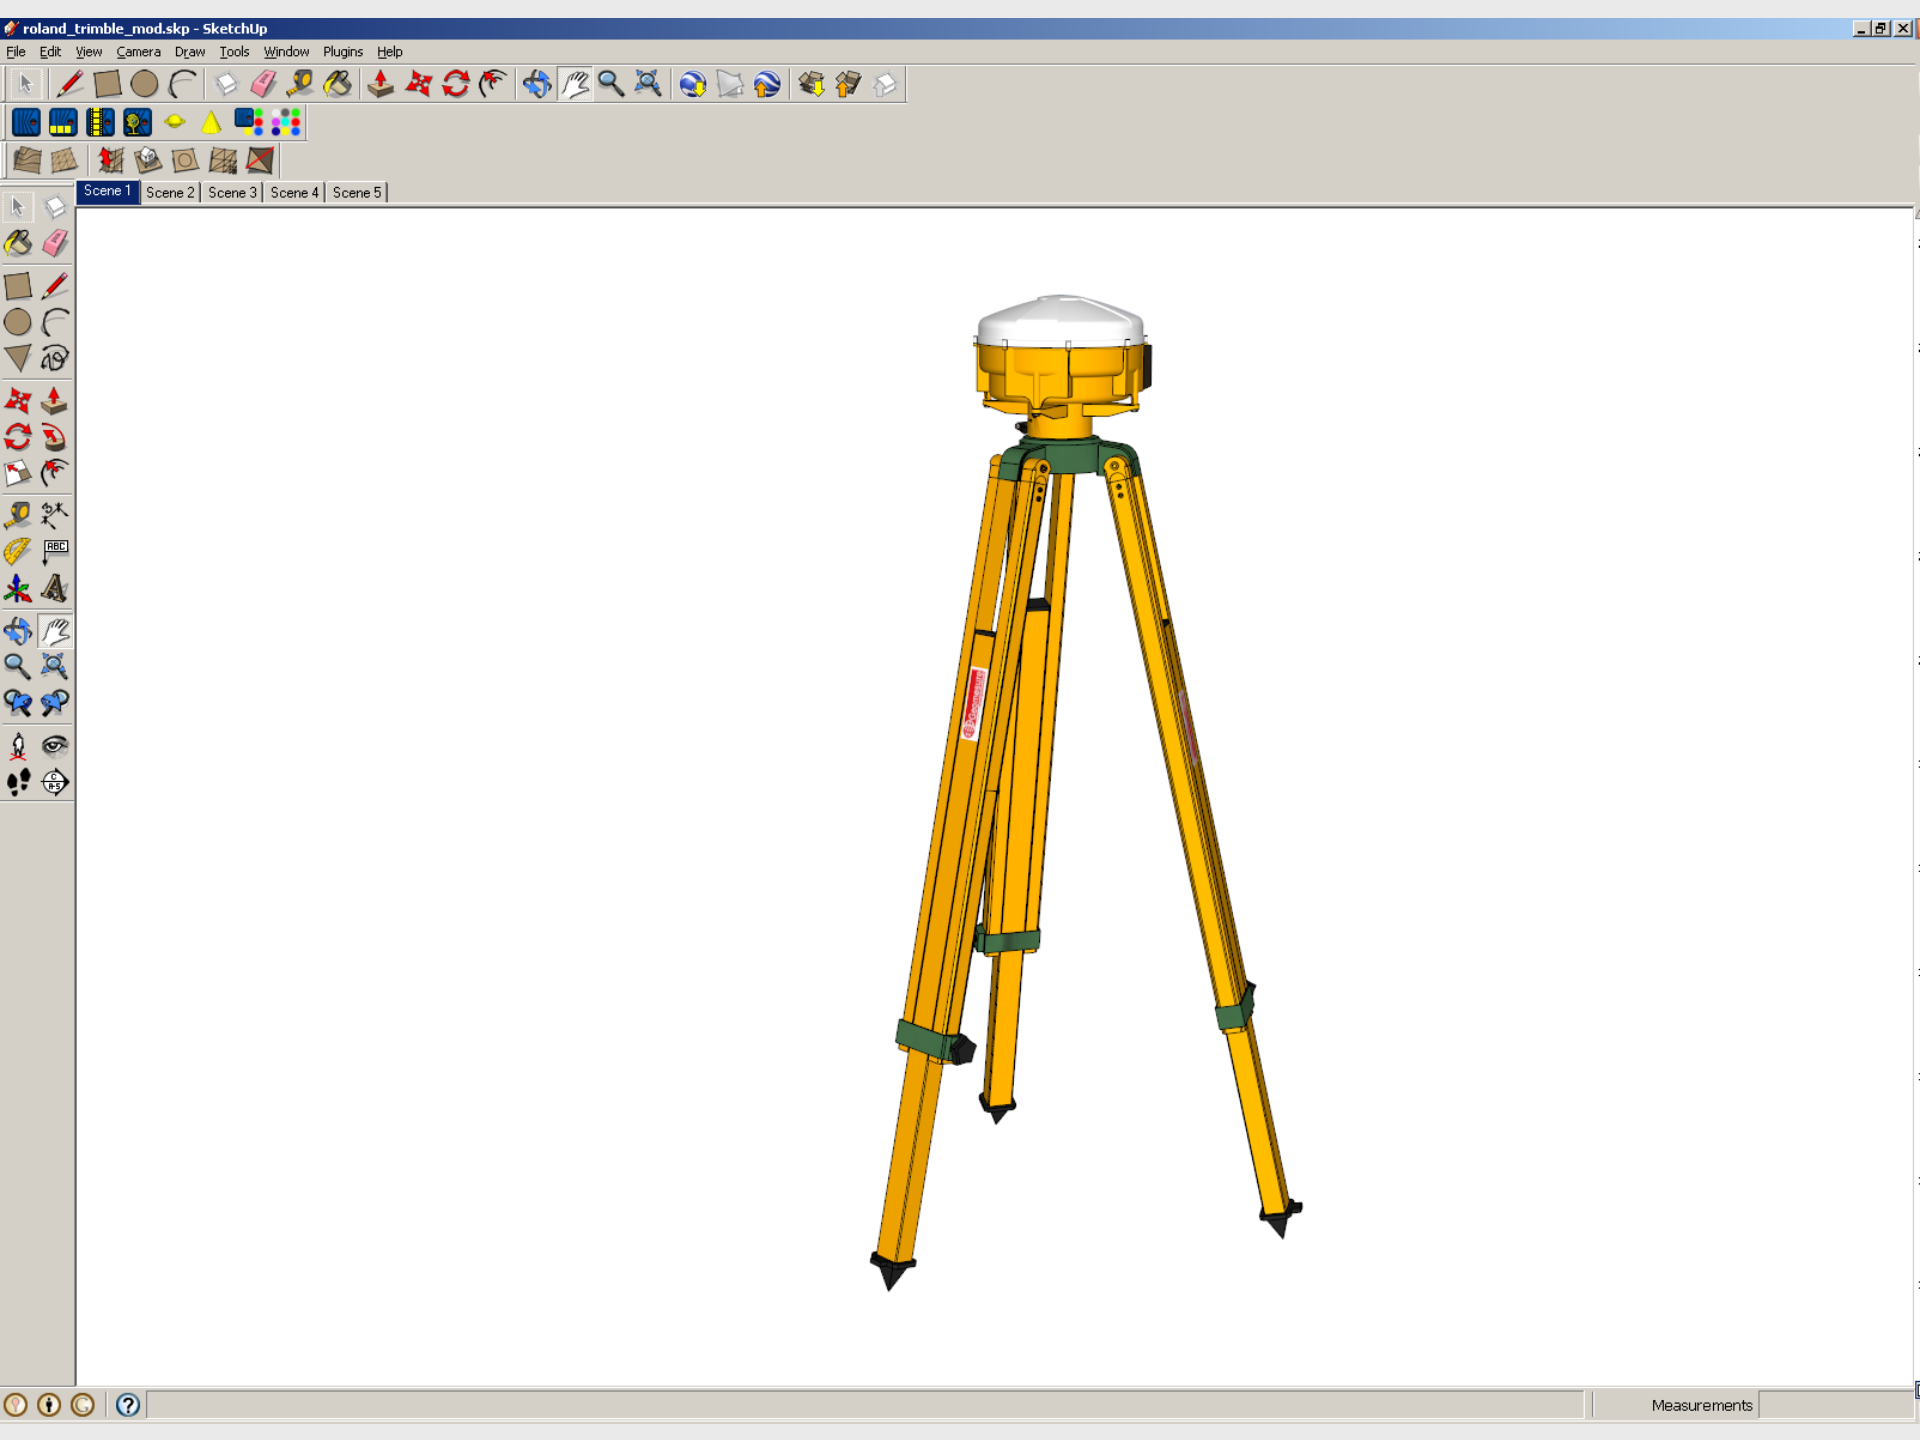 roland_trimble_mod.skp - SketchUp
File Edit View Camera Draw Tools Window Plugins Help
Scene 1 Scene 2 Scene 3 Scene 4 Scene 5
ABC
Geomesure
Measurements